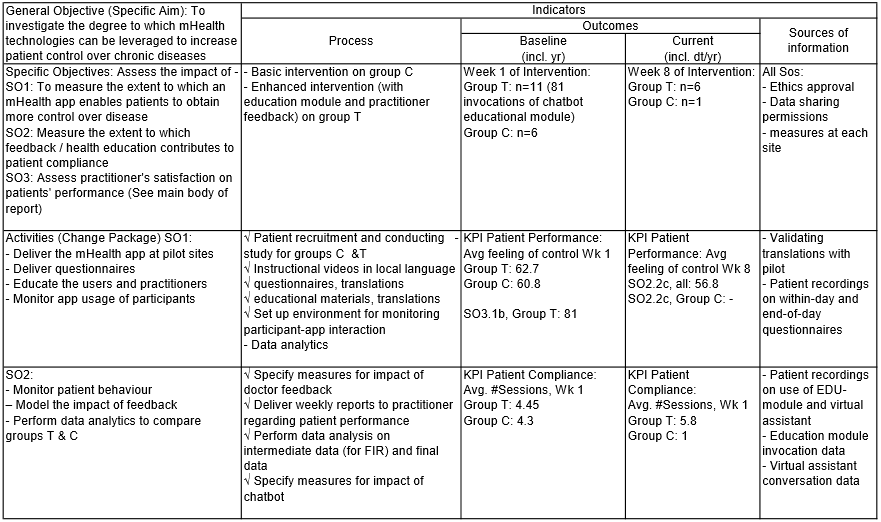 General Objective (Specific Aim): To
investigate the degree to which mHealth
technologies can be leveraged to increase
patient control over chronic diseases
Indicators
Process
Outcomes
Baseline
(incl. yr)
Current
(incl. dt/yr)
Sources of
information
Specific Objectives: Assess the impact of -
SO1: To measure the extent to which an
mHealth app enables patients to obtain
more control over disease
SO2: Measure the extent to which
feedback / health education contributes to
patient compliance
SO3: Assess practitioner's satisfaction on
patients' performance (See main body of
report)
- Basic intervention on group C
- Enhanced intervention (with
education module and practitioner
feedback) on group T
Week 1 of Intervention:
Group T: n=11 (81
invocations of chatbot
educational module)
Group C: n=6
Week 8 of Intervention:
Group T: n=6
Group C: n=1
All Sos:
- Ethics approval
- Data sharing
permissions
- measures at each
site
Activities (Change Package) SO1:
- Deliver the mHealth app at pilot sites
- Deliver questionnaires
- Educate the users and practitioners
- Monitor app usage of participants
√ Patient recruitment and conducting -
study for groups C &T
√ Instructional videos in local language
√ questionnaires, translations
√ educational materials, translations
√ Set up environment for monitoring
participant-app interaction
- Data analytics
KPI Patient Performance:
Avg feeling of control Wk 1
Group T: 62.7
Group C: 60.8
SO3.1b, Group T: 81
KPI Patient
Performance: Avg
feeling of control Wk 8
SO2.2c, all: 56.8
SO2.2c, Group C: -
- Validating
translations with
pilot
- Patient recordings
on within-day and
end-of-day
questionnaires
SO2:
- Monitor patient behaviour
– Model the impact of feedback
- Perform data analytics to compare
groups T & C
√ Specify measures for impact of
doctor feedback
√ Deliver weekly reports to practitioner
regarding patient performance
√ Perform data analysis on
intermediate data (for FIR) and final
data
√ Specify measures for impact of
chatbot
KPI Patient Compliance:
Avg. #Sessions, Wk 1
Group T: 4.45
Group C: 4.3
KPI Patient
Compliance:
Avg. #Sessions, Wk 1
Group T: 5.8
Group C: 1
- Patient recordings
on use of EDU-
module and virtual
assistant
- Education module
invocation data
- Virtual assistant
conversation data